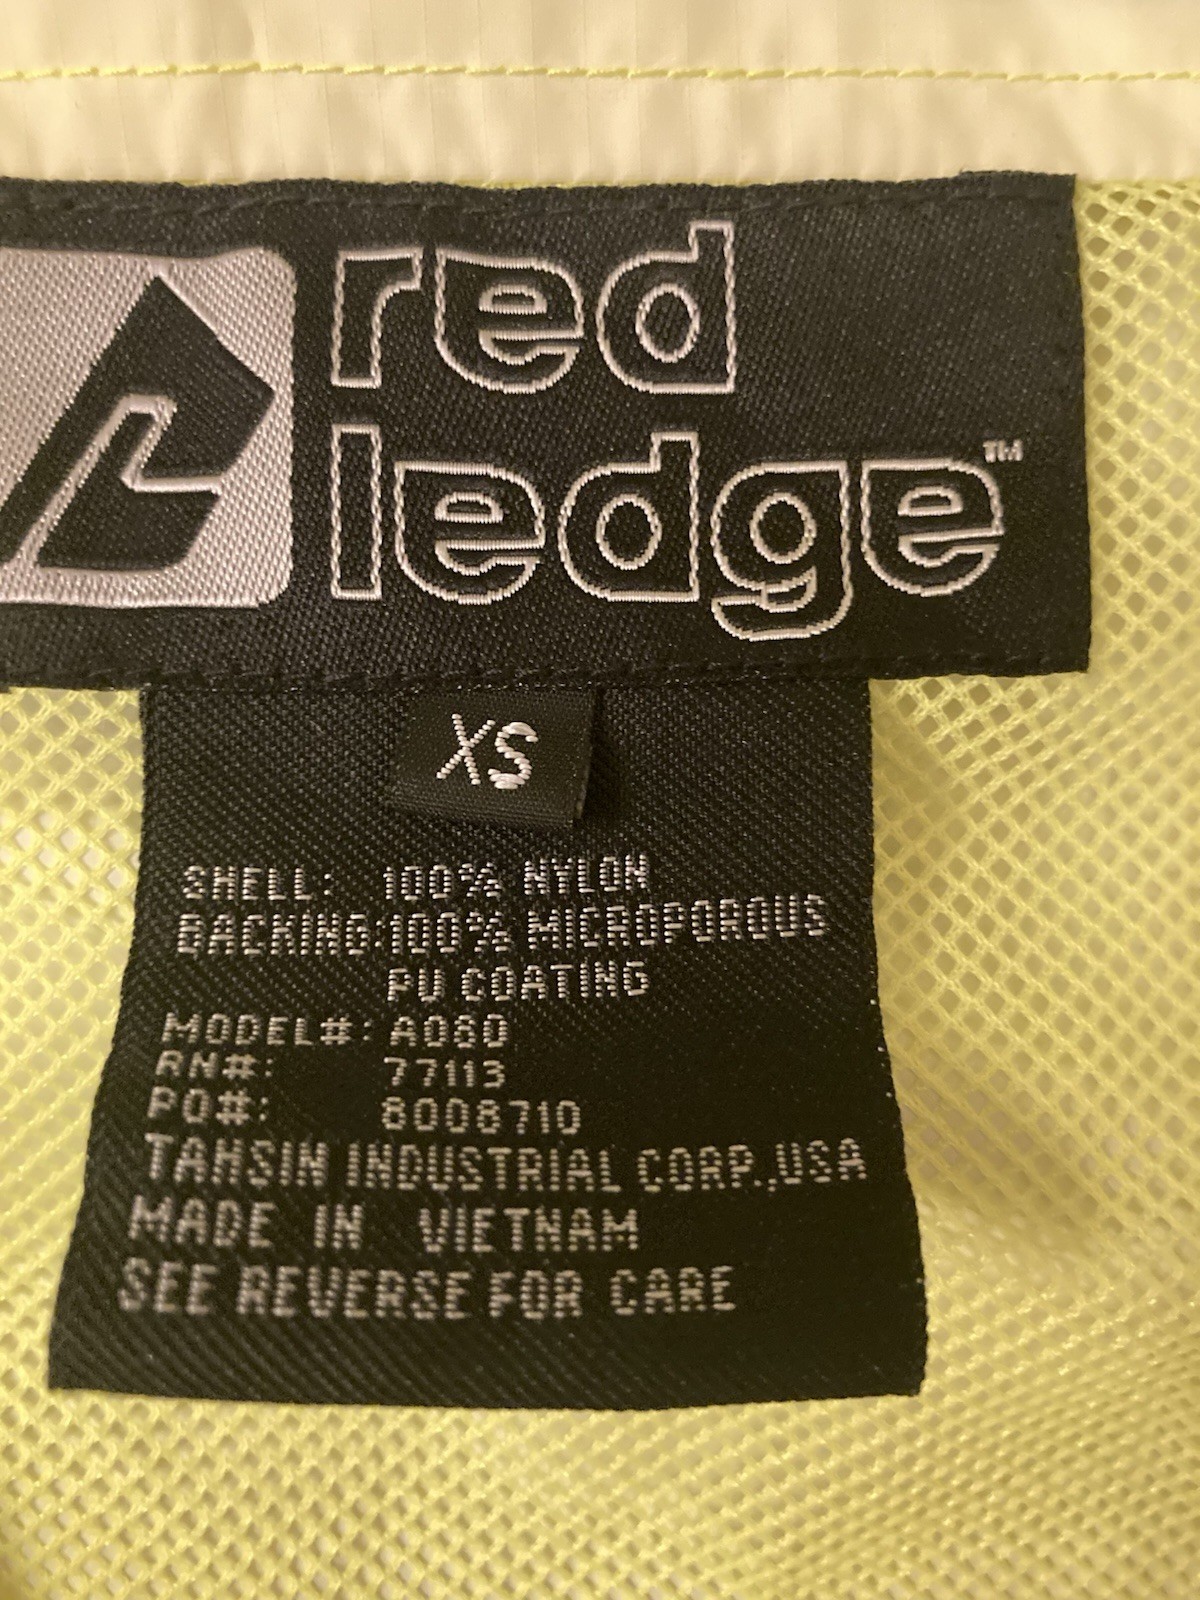 red
ledge™
XS
SHELL: 100% NYLON
BACKING:100% MICROPOROUS
PU COATING
MODEL#: A060
RN#: 77113
PO#: 8008710
TAHSIN INDUSTRIAL CORP.,USA
MADE IN VIETNAM
SEE REVERSE FOR CARE